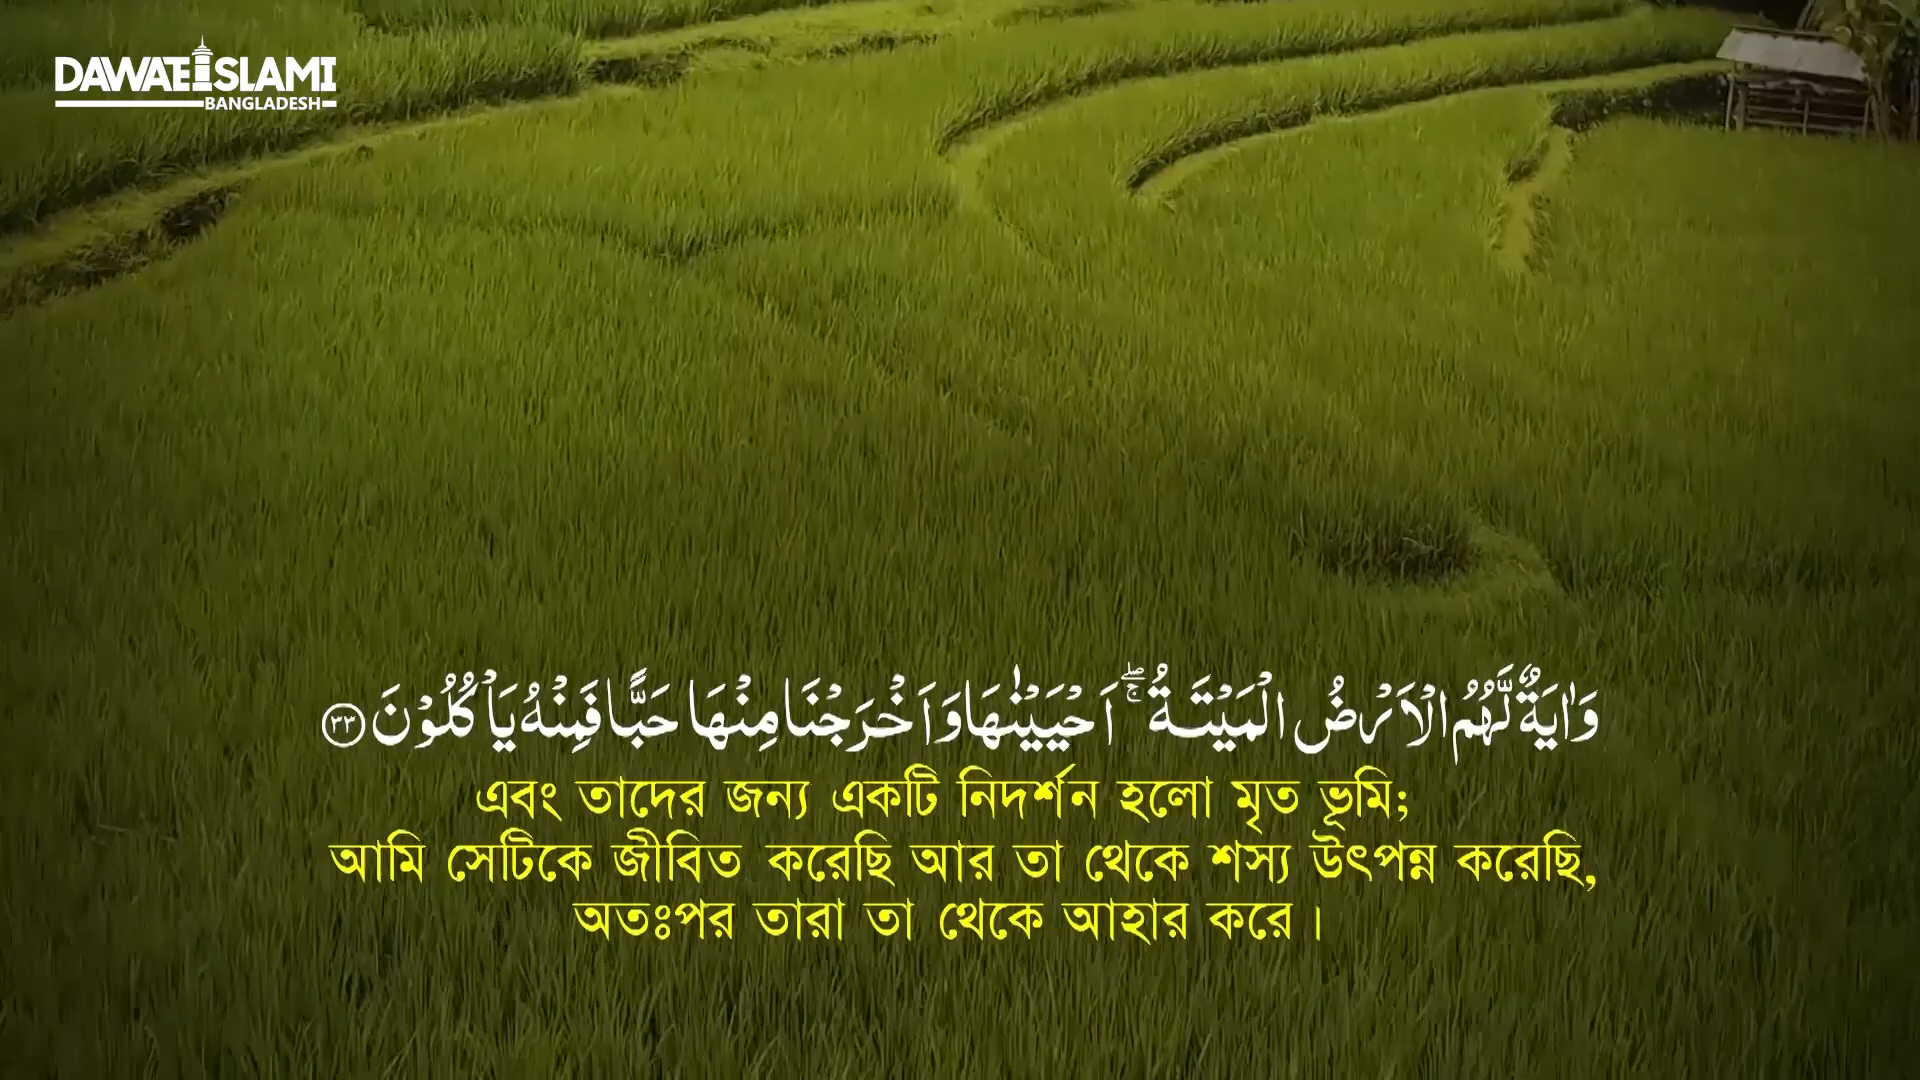 DAWATEISLAMI
BANGLADESH
وَاٰيَةٌ لَّهُمُ الْاَرْضُ الْمَيْتَةُ ۖۚ اَحْيَيْنٰهَا وَاَخْرَجْنَا مِنْهَا حَبًّا فَمِنْهُ يَاْكُلُوْنَ ﴿۳۳﴾
এবং তাদের জন্য একটি নিদর্শন হলো মৃত ভূমি;
আমি সেটিকে জীবিত করেছি আর তা থেকে শস্য উৎপন্ন করেছি,
অতঃপর তারা তা থেকে আহার করে।